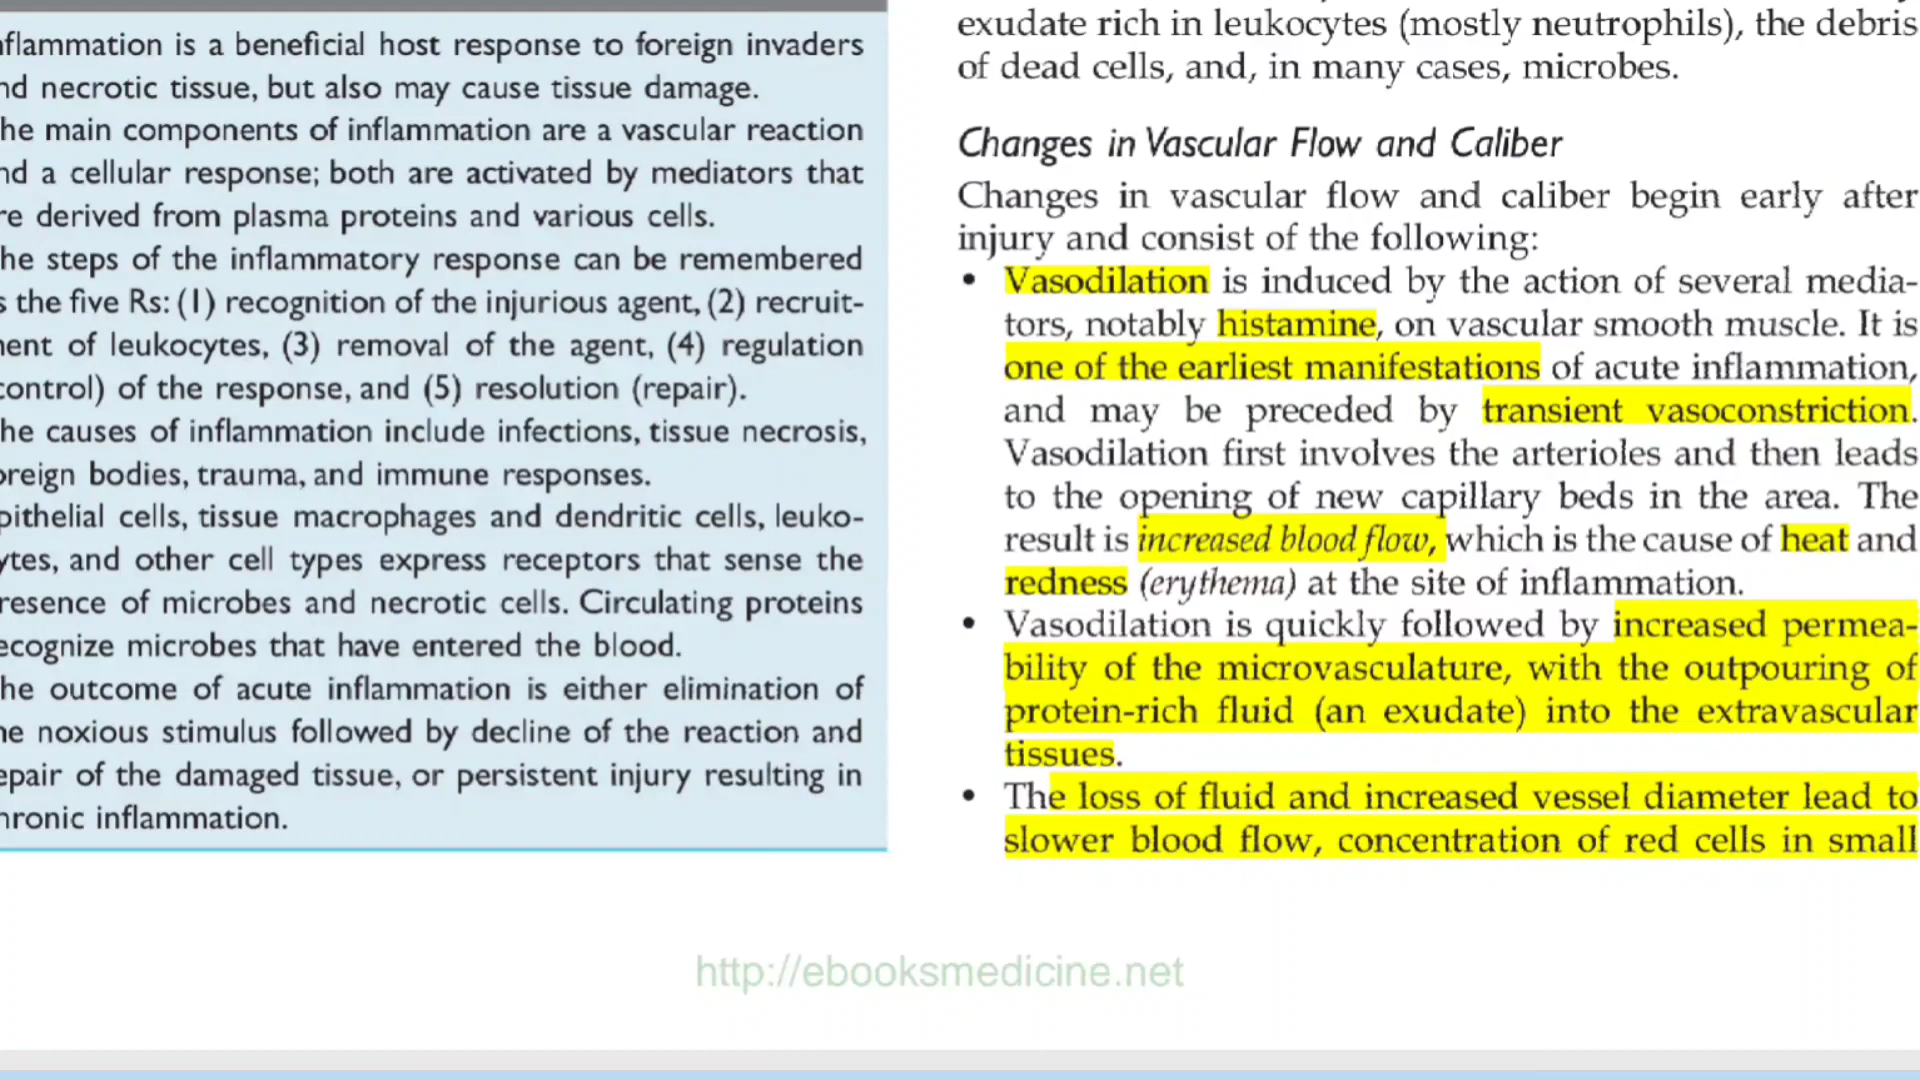 nflammation is a beneficial host response to foreign invaders
nd necrotic tissue, but also may cause tissue damage.
he main components of inflammation are a vascular reaction
nd a cellular response; both are activated by mediators that
re derived from plasma proteins and various cells.
he steps of the inflammatory response can be remembered
s the five Rs: (1) recognition of the injurious agent, (2) recruit-
ent of leukocytes, (3) removal of the agent, (4) regulation
control) of the response, and (5) resolution (repair).
he causes of inflammation include infections, tissue necrosis,
oreign bodies, trauma, and immune responses.
pithelial cells, tissue macrophages and dendritic cells, leuko-
ytes, and other cell types express receptors that sense the
resence of microbes and necrotic cells. Circulating proteins
ecognize microbes that have entered the blood.
he outcome of acute inflammation is either elimination of
he noxious stimulus followed by decline of the reaction and
epair of the damaged tissue, or persistent injury resulting in
hronic inflammation.
exudate rich in leukocytes (mostly neutrophils), the debris
of dead cells, and, in many cases, microbes.
Changes in Vascular Flow and Caliber
Changes in vascular flow and caliber begin early after
injury and consist of the following:
• Vasodilation is induced by the action of several media-
tors, notably histamine, on vascular smooth muscle. It is
one of the earliest manifestations of acute inflammation,
and may be preceded by transient vasoconstriction.
Vasodilation first involves the arterioles and then leads
to the opening of new capillary beds in the area. The
result is increased blood flow, which is the cause of heat and
redness (erythema) at the site of inflammation.
• Vasodilation is quickly followed by increased permea-
bility of the microvasculature, with the outpouring of
protein-rich fluid (an exudate) into the extravascular
tissues.
• The loss of fluid and increased vessel diameter lead to
slower blood flow, concentration of red cells in small
http://ebooksmedicine.net